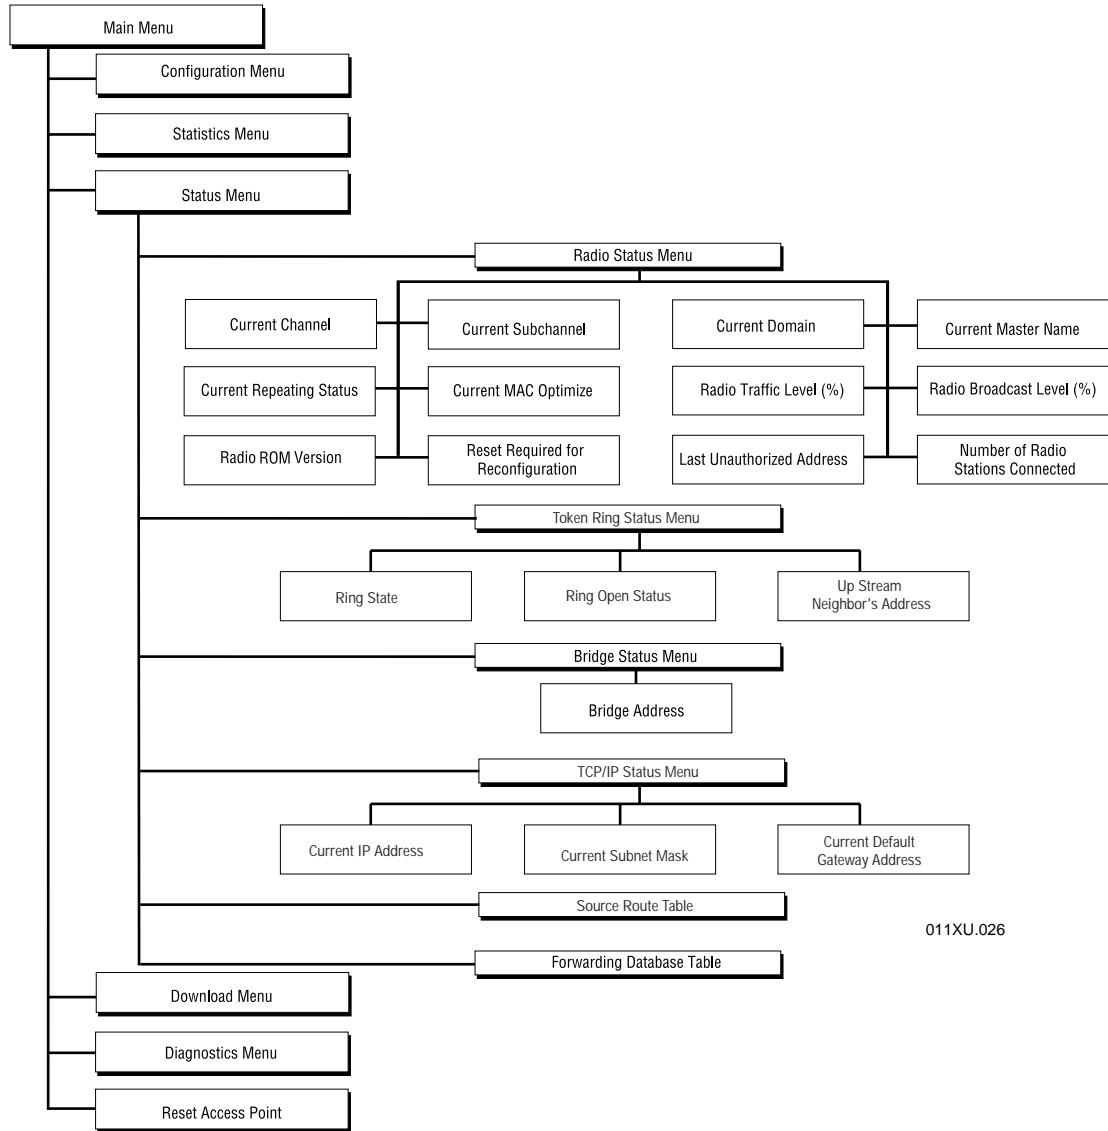 Main Menu
Configuration Menu
Statistics Menu
Status Menu
Radio Status Menu
Current Channel
Current Subchannel
Current Domain
Current Master Name
Current Repeating Status
Current MAC Optimize
Radio Traffic Level (%)
Radio Broadcast Level (%)
Radio ROM Version
Reset Required for
Reconfiguration
Last Unauthorized Address
Number of Radio
Stations Connected
Token Ring Status Menu
Ring State
Ring Open Status
Up Stream
Neighbor's Address
Bridge Status Menu
Bridge Address
TCP/IP Status Menu
Current IP Address
Current Subnet Mask
Current Default
Gateway Address
Source Route Table
011XU.026
Forwarding Database Table
Download Menu
Diagnostics Menu
Reset Access Point